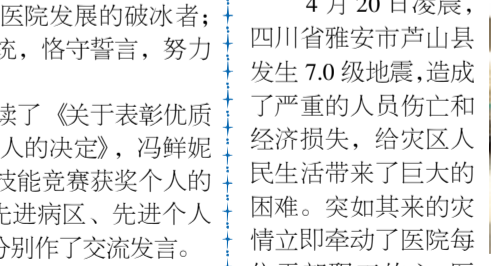 医院发展的破冰者；
统，恪守誓言，努力
读了《关于表彰优质
人的决定》，冯鲜妮
技能竞赛获奖个人的
先进病区、先进个人
分别作了交流发言。
4 月 20 日凌晨，
四川省雅安市芦山县
发生 7.0 级地震，造成
了严重的人员伤亡和
经济损失，给灾区人
民生活带来了巨大的
困难。突如其来的灾
情立即牵动了医院每